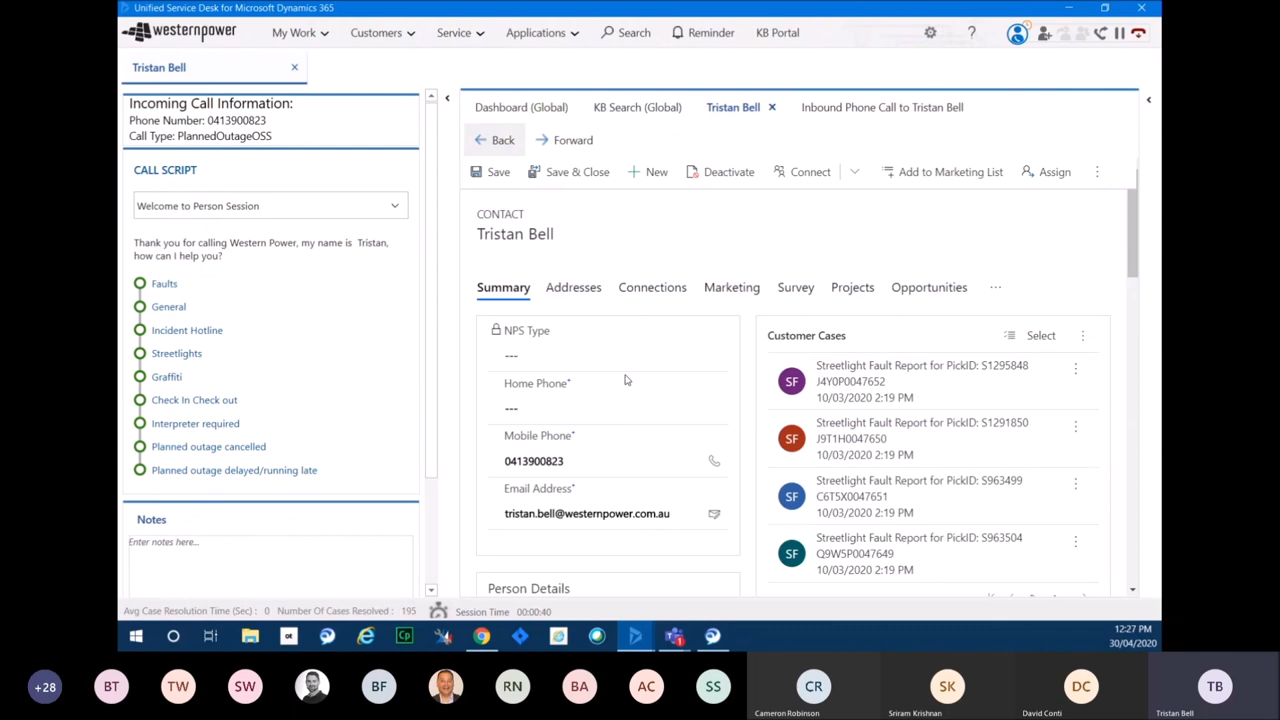 Unified Service Desk for Microsoft Dynamics 365
westernpower
My Work
Customers
Service
Applications
Search
Reminder
KB Portal
Tristan Bell
Incoming Call Information:
Phone Number: 0413900823
Call Type: PlannedOutageOSS
CALL SCRIPT
Welcome to Person Session
Thank you for calling Western Power, my name is Tristan,
how can I help you?
Faults
General
Incident Hotline
Streetlights
Graffiti
Check In Check out
Interpreter required
Planned outage cancelled
Planned outage delayed/running late
Notes
Enter notes here...
Dashboard (Global)
KB Search (Global)
Tristan Bell
Inbound Phone Call to Tristan Bell
Back
Forward
Save
Save & Close
New
Deactivate
Connect
Add to Marketing List
Assign
CONTACT
Tristan Bell
Summary
Addresses
Connections
Marketing
Survey
Projects
Opportunities
NPS Type
---
Home Phone*
---
Mobile Phone*
0413900823
Email Address*
tristan.bell@westernpower.com.au
Person Details
Customer Cases
Select
SF
Streetlight Fault Report for PickID: S1295848
J4Y0P0047652
10/03/2020 2:19 PM
SF
Streetlight Fault Report for PickID: S1291850
J9T1H0047650
10/03/2020 2:19 PM
SF
Streetlight Fault Report for PickID: S963499
C6T5X0047651
10/03/2020 2:19 PM
SF
Streetlight Fault Report for PickID: S963504
Q9W5P0047649
10/03/2020 2:19 PM
Avg Case Resolution Time (Sec) : 0 Number Of Cases Resolved : 195
Session Time 00:00:40
12:27 PM
30/04/2020
+28
BT
TW
SW
BF
RN
BA
AC
SS
CR
Cameron Robinson
SK
Sriram Krishnan
DC
David Conti
TB
Tristan Bell